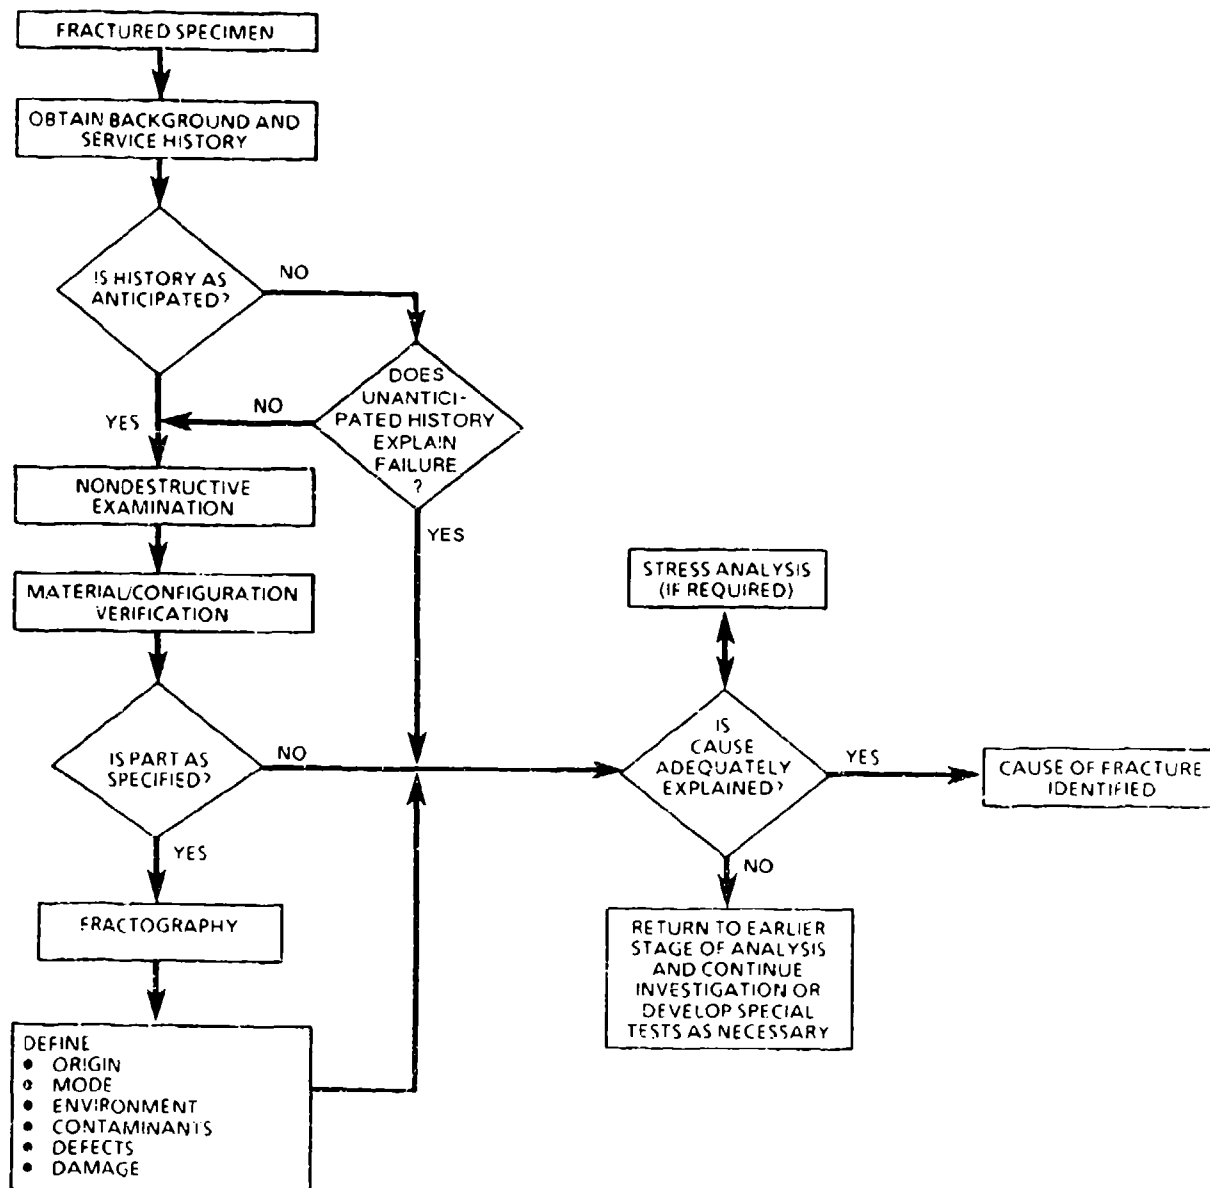 FRACTURED SPECIMEN
OBTAIN BACKGROUND AND
SERVICE HISTORY
IS HISTORY AS
ANTICIPATED?
NO
DOES
UNANTICI-
PATED HISTORY
EXPLAIN
FAILURE
?
NO
YES
NONDESTRUCTIVE
EXAMINATION
YES
MATERIAL/CONFIGURATION
VERIFICATION
STRESS ANALYSIS
(IF REQUIRED)
IS PART AS
SPECIFIED?
NO
IS
CAUSE
ADEQUATELY
EXPLAINED?
YES
CAUSE OF FRACTURE
IDENTIFIED
YES
NO
FRACTOGRAPHY
RETURN TO EARLIER
STAGE OF ANALYSIS
AND CONTINUE
INVESTIGATION OR
DEVELOP SPECIAL
TESTS AS NECESSARY
DEFINE
• ORIGIN
• MODE
• ENVIRONMENT
• CONTAMINANTS
• DEFECTS
• DAMAGE